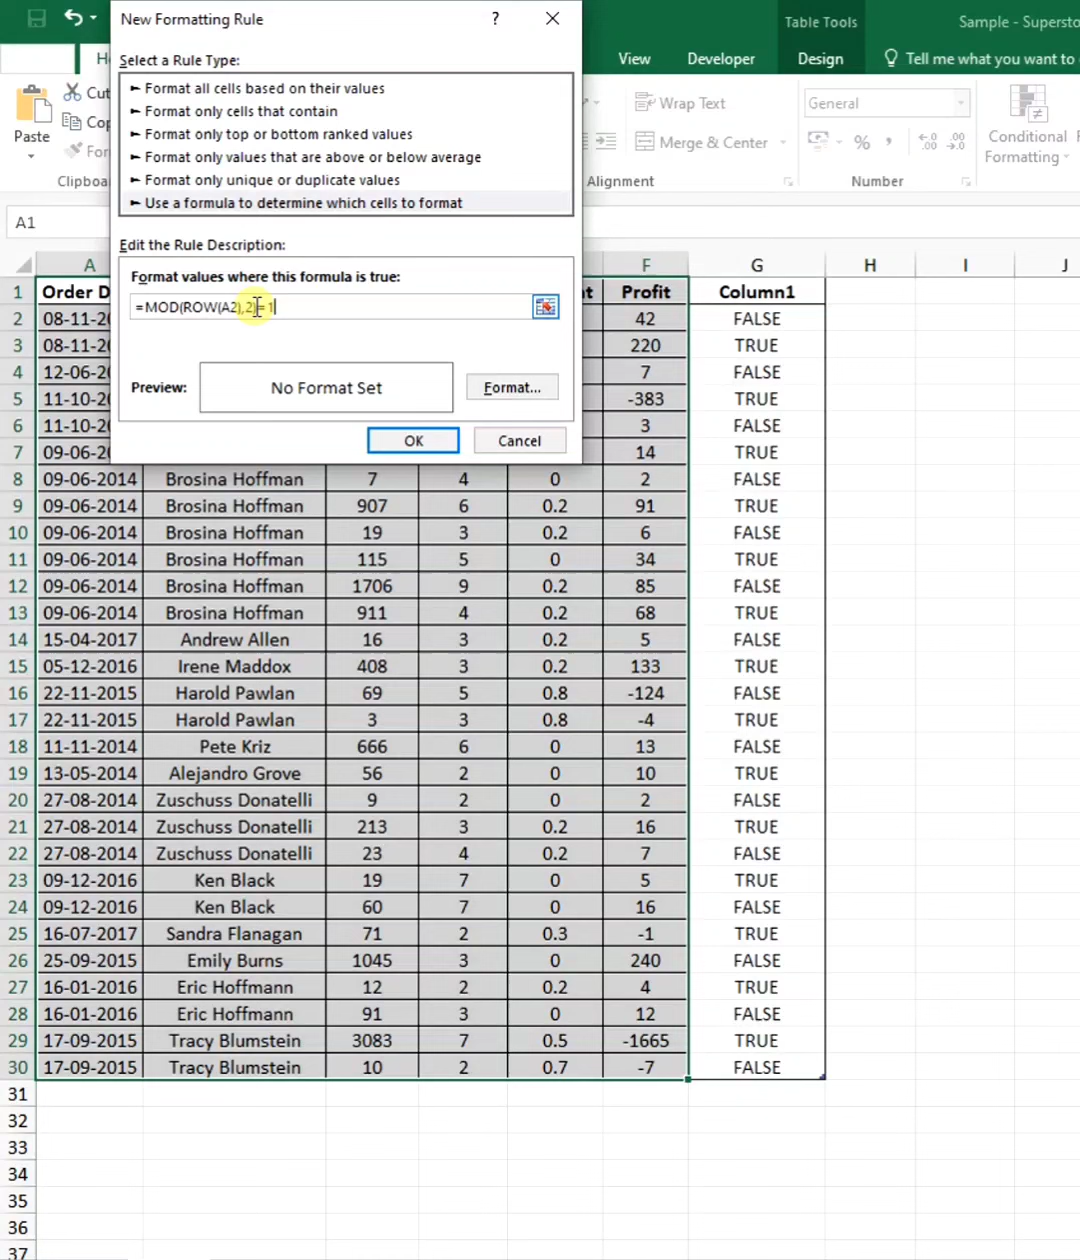 New Formatting Rule ? ×
Table Tools
Sample - Supersto
View Developer Design Tell me what you want to
Select a Rule Type:
► Format all cells based on their values
► Format only cells that contain
► Format only top or bottom ranked values
► Format only values that are above or below average
► Format only unique or duplicate values
► Use a formula to determine which cells to format
Edit the Rule Description:
Format values where this formula is true:
=MOD(ROW(A2),2)=1
Preview: No Format Set Format...
OK Cancel
Paste Cut
Cop
For
Clipboa
Wrap Text
Merge & Center
Alignment
General
% , .00
Number
Conditional
Formatting
A1
A F G H I J
1 Order D nt Profit Column1
2 08-11-20 42 FALSE
3 08-11-20 220 TRUE
4 12-06-20 7 FALSE
5 11-10-20 -383 TRUE
6 11-10-20 3 FALSE
7 09-06-20 14 TRUE
8 09-06-2014 Brosina Hoffman 7 4 0 2 FALSE
9 09-06-2014 Brosina Hoffman 907 6 0.2 91 TRUE
10 09-06-2014 Brosina Hoffman 19 3 0.2 6 FALSE
11 09-06-2014 Brosina Hoffman 115 5 0 34 TRUE
12 09-06-2014 Brosina Hoffman 1706 9 0.2 85 FALSE
13 09-06-2014 Brosina Hoffman 911 4 0.2 68 TRUE
14 15-04-2017 Andrew Allen 16 3 0.2 5 FALSE
15 05-12-2016 Irene Maddox 408 3 0.2 133 TRUE
16 22-11-2015 Harold Pawlan 69 5 0.8 -124 FALSE
17 22-11-2015 Harold Pawlan 3 3 0.8 -4 TRUE
18 11-11-2014 Pete Kriz 666 6 0 13 FALSE
19 13-05-2014 Alejandro Grove 56 2 0 10 TRUE
20 27-08-2014 Zuschuss Donatelli 9 2 0 2 FALSE
21 27-08-2014 Zuschuss Donatelli 213 3 0.2 16 TRUE
22 27-08-2014 Zuschuss Donatelli 23 4 0.2 7 FALSE
23 09-12-2016 Ken Black 19 7 0 5 TRUE
24 09-12-2016 Ken Black 60 7 0 16 FALSE
25 16-07-2017 Sandra Flanagan 71 2 0.3 -1 TRUE
26 25-09-2015 Emily Burns 1045 3 0 240 FALSE
27 16-01-2016 Eric Hoffmann 12 2 0.2 4 TRUE
28 16-01-2016 Eric Hoffmann 91 3 0 12 FALSE
29 17-09-2015 Tracy Blumstein 3083 7 0.5 -1665 TRUE
30 17-09-2015 Tracy Blumstein 10 2 0.7 -7 FALSE
31
32
33
34
35
36
37